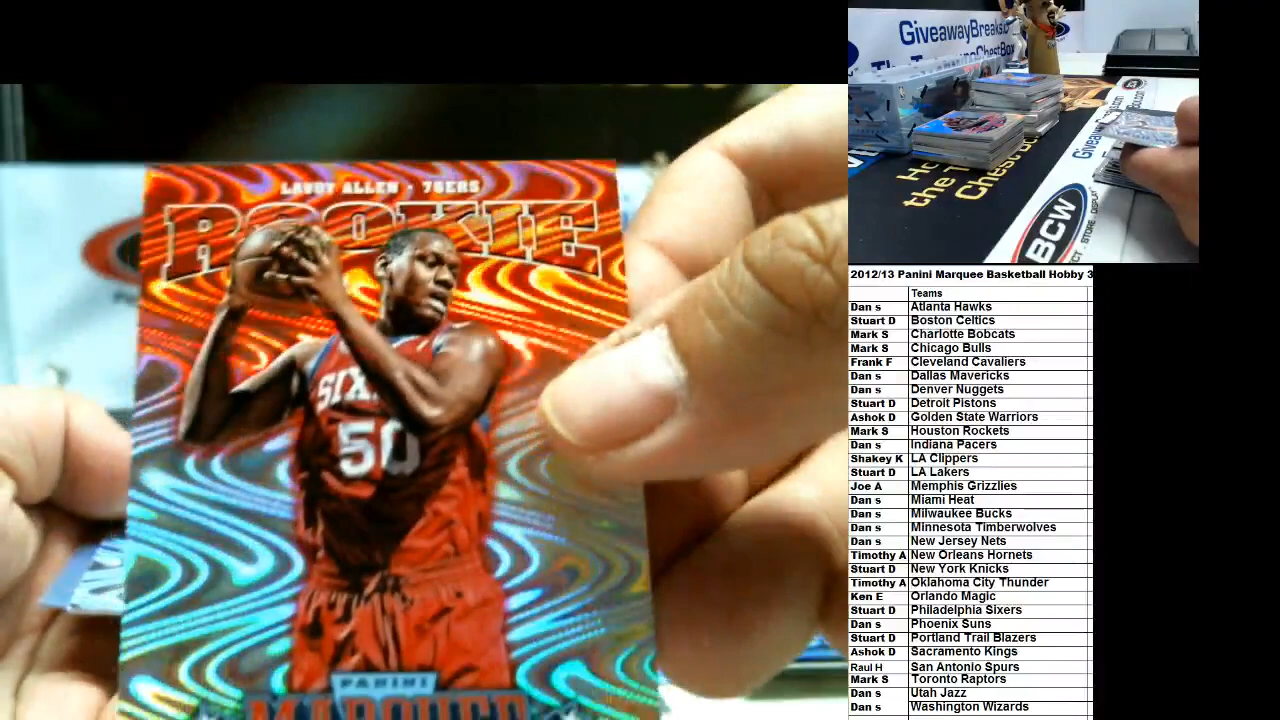 LAVOY ALLEN · 76ERS
ROOKIE
SIX
50
PANINI
MARQUEE
GiveawayBreaks
BCW
STORE . DISPLAY
2012/13 Panini Marquee Basketball Hobby 3
Teams
Dan s Atlanta Hawks
Stuart D Boston Celtics
Mark S Charlotte Bobcats
Mark S Chicago Bulls
Frank F Cleveland Cavaliers
Dan s Dallas Mavericks
Dan s Denver Nuggets
Stuart D Detroit Pistons
Ashok D Golden State Warriors
Mark S Houston Rockets
Dan s Indiana Pacers
Shakey K LA Clippers
Stuart D LA Lakers
Joe A Memphis Grizzlies
Dan s Miami Heat
Dan s Milwaukee Bucks
Dan s Minnesota Timberwolves
Dan s New Jersey Nets
Timothy A New Orleans Hornets
Stuart D New York Knicks
Timothy A Oklahoma City Thunder
Ken E Orlando Magic
Stuart D Philadelphia Sixers
Dan s Phoenix Suns
Stuart D Portland Trail Blazers
Ashok D Sacramento Kings
Raul H San Antonio Spurs
Mark S Toronto Raptors
Dan s Utah Jazz
Dan s Washington Wizards